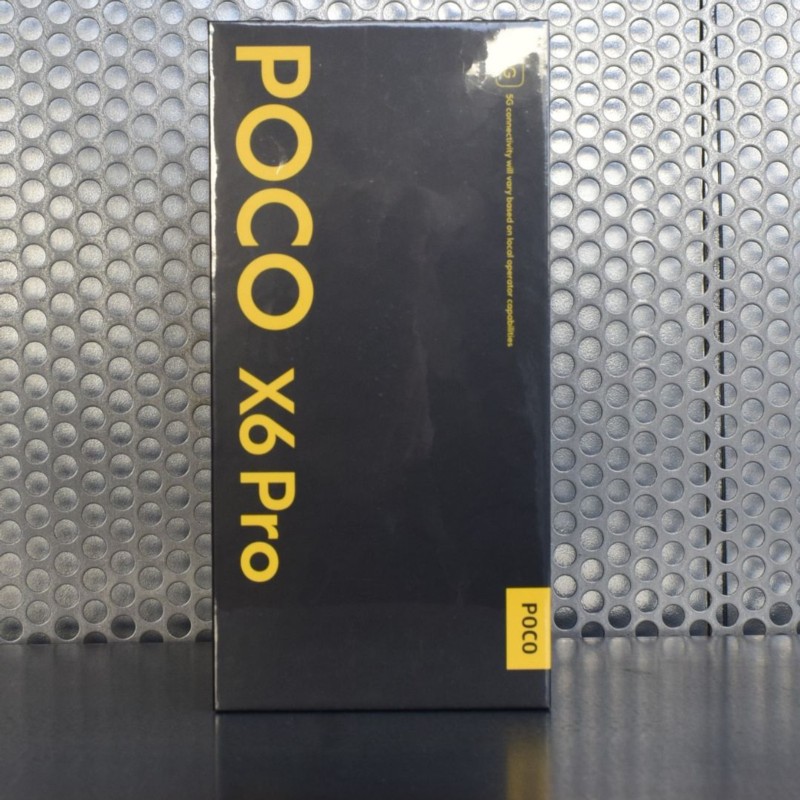 POCO X6 Pro
5G connectivity will vary based on local operator capabilities
POCO